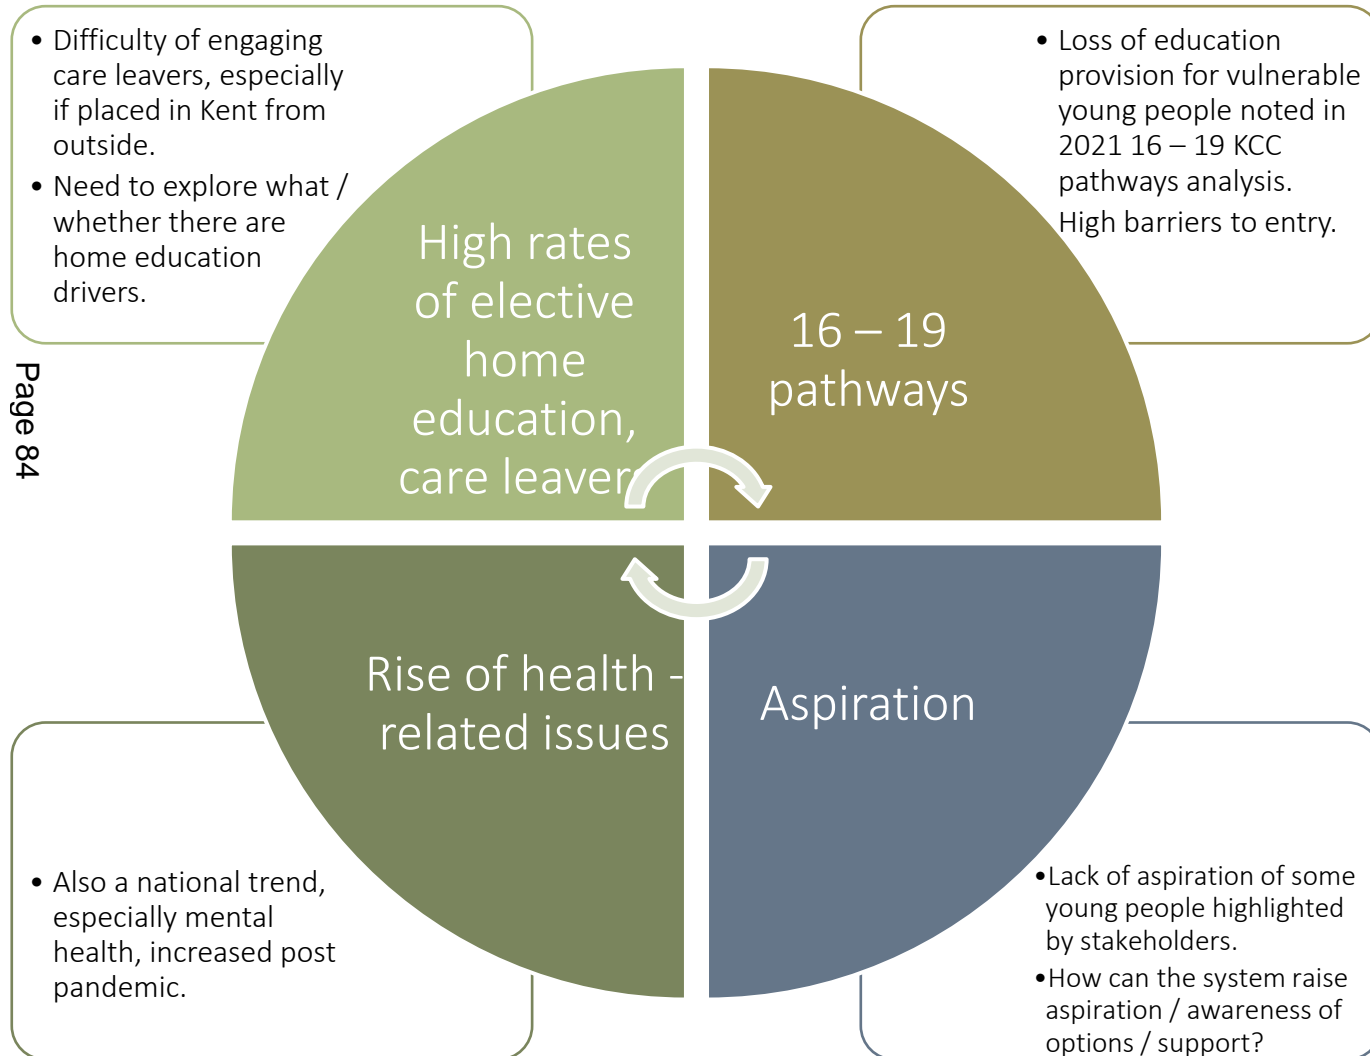 • Difficulty of engaging
care leavers, especially
if placed in Kent from
outside.
• Need to explore what /
whether there are
home education
drivers.
• Loss of education
provision for vulnerable
young people noted in
2021 16 – 19 KCC
pathways analysis.
High barriers to entry.
High rates
of elective
home
education,
care leavers
16 – 19
pathways
Page 84
Rise of health -
related issues
Aspiration
• Also a national trend,
especially mental
health, increased post
pandemic.
•Lack of aspiration of some
young people highlighted
by stakeholders.
•How can the system raise
aspiration / awareness of
options / support?